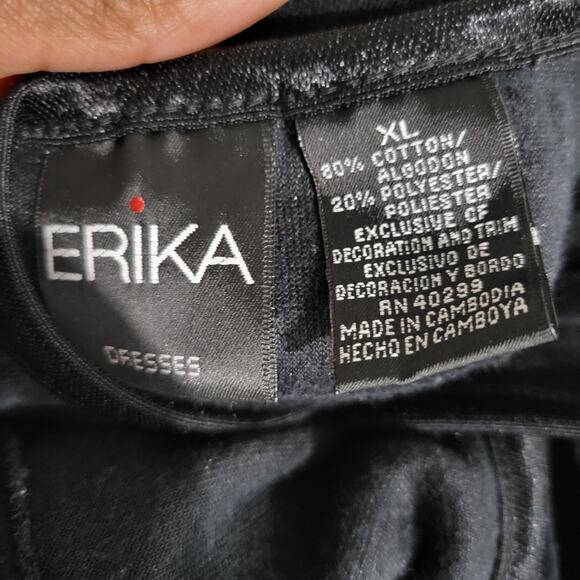 ERIKA
DRESSES
XL
80% COTTON/
ALGODON
20% POLYESTER/
POLIESTER
EXCLUSIVE OF
DECORATION AND TRIM
EXCLUSIVO DE
DECORACION Y BORDO
RN 40299
MADE IN CAMBODIA
HECHO EN CAMBOYA